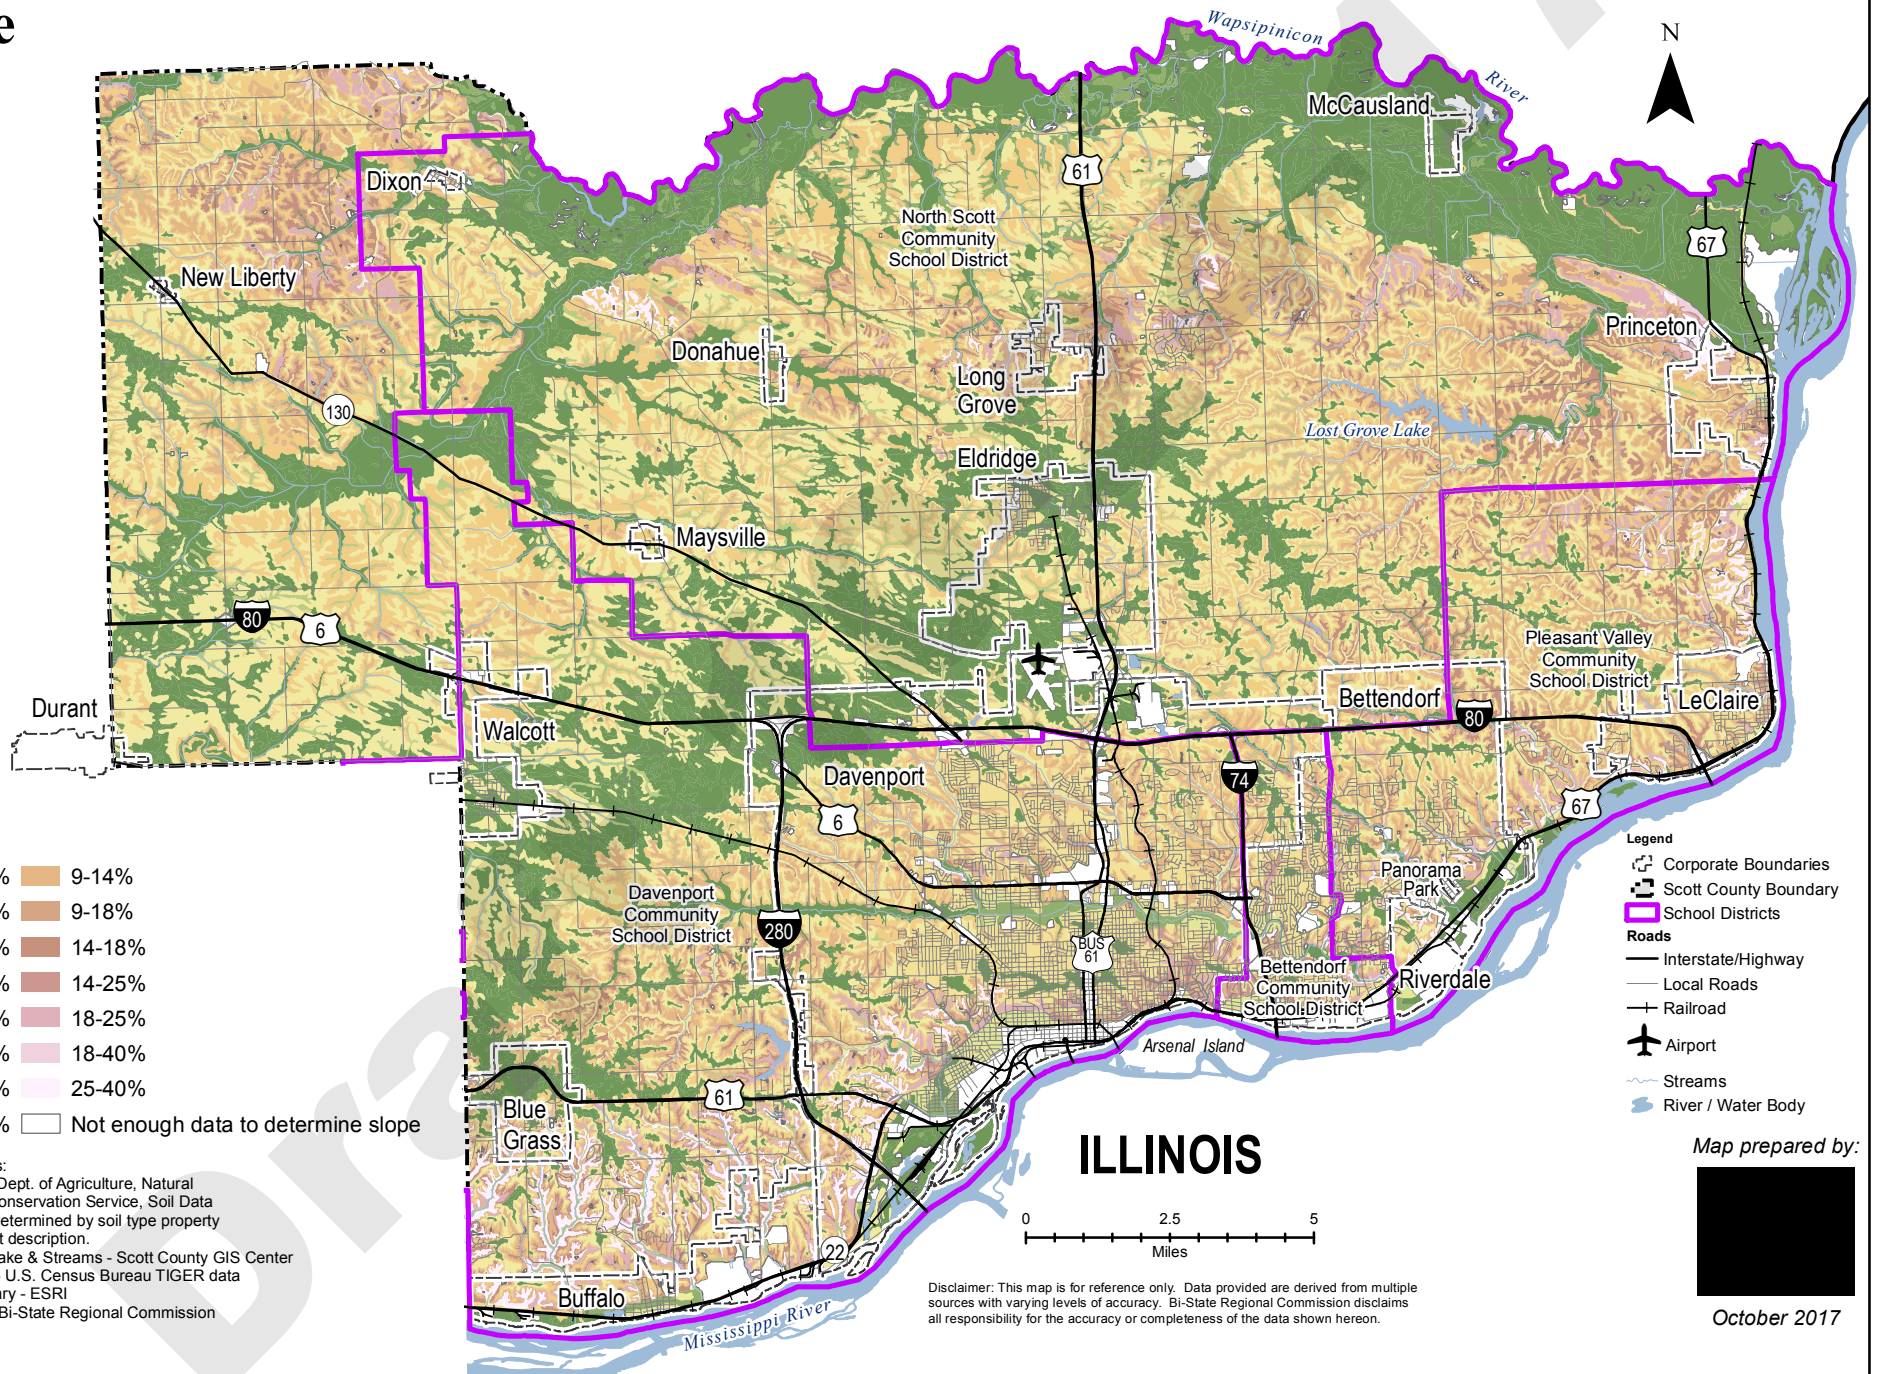 e
Wapsipinicon
River
N
McCausland
61
Dixon
North Scott
Community
School District
67
New Liberty
Princeton
Donahue
Long
Grove
130
Lost Grove Lake
Eldridge
Maysville
80
6
Pleasant Valley
Community
School District
Durant
Bettendorf
LeClaire
80
Walcott
Davenport
74
6
67
Legend
Corporate Boundaries
Scott County Boundary
School Districts
Roads
Interstate/Highway
Local Roads
Railroad
Airport
Streams
River / Water Body
Panorama
Park
Davenport
Community
School District
280
BUS
61
Bettendorf
Community
School District
Riverdale
Arsenal Island
% 9-14%
% 9-18%
% 14-18%
% 14-25%
% 18-25%
% 18-40%
% 25-40%
% Not enough data to determine slope
61
Blue
Grass
ILLINOIS
Map prepared by:
s:
Dept. of Agriculture, Natural
onservation Service, Soil Data
etermined by soil type property
t description.
ake & Streams - Scott County GIS Center
- U.S. Census Bureau TIGER data
ry - ESRI
Bi-State Regional Commission
0 2.5 5
Miles
22
Buffalo
Mississippi River
Disclaimer: This map is for reference only. Data provided are derived from multiple
sources with varying levels of accuracy. Bi-State Regional Commission disclaims
all responsibility for the accuracy or completeness of the data shown hereon.
October 2017
Dra